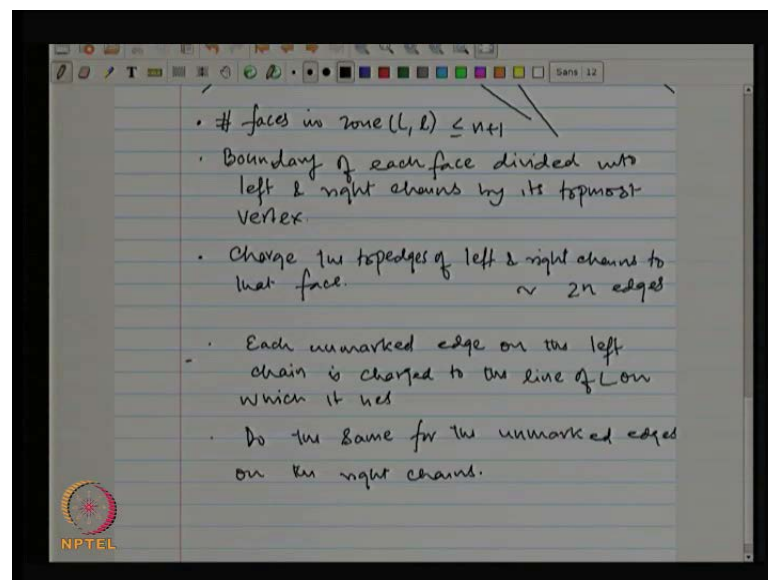 T
Sans 12
• # faces in zone (L, l) ≤ n+1
• Boundary of each face divided into
left & right chains by its topmost
vertex.
• Charge the topedges of left & right chains to
that face. ~ 2n edges
• Each unmarked edge on the left
chain is charged to the line of L on
which it lies
• Do the same for the unmarked edges
on the right chains.
NPTEL